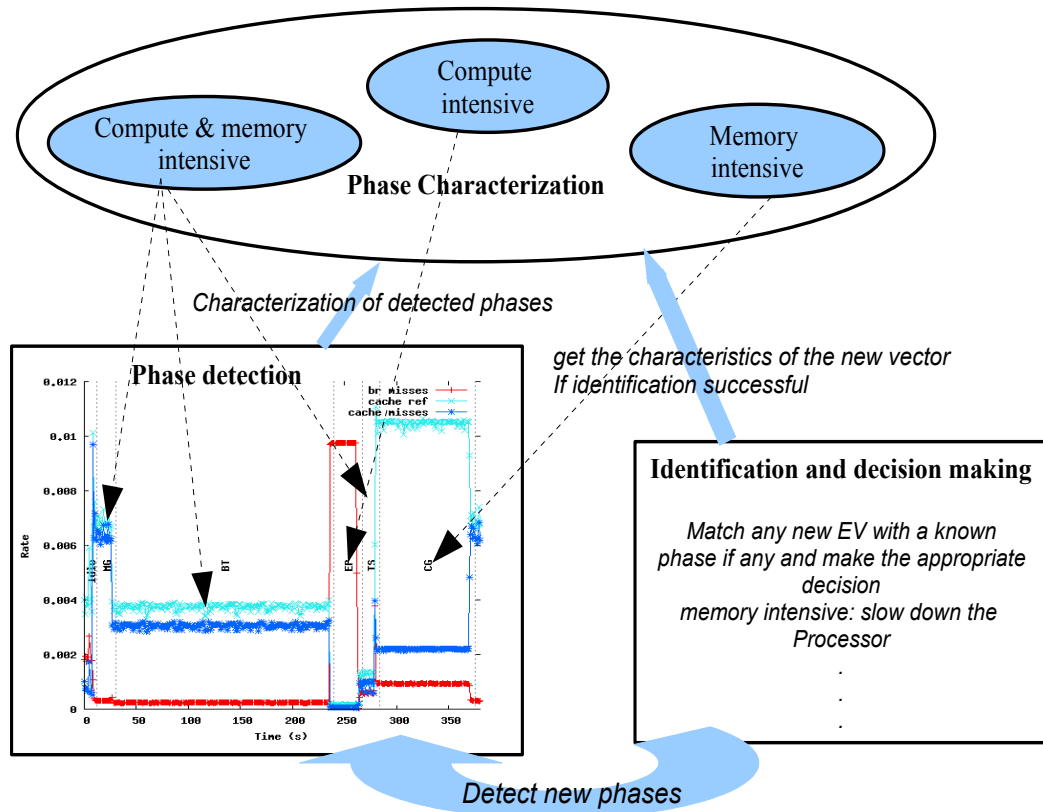 Compute
intensive
Compute & memory
intensive
Memory
intensive
Phase Characterization
Characterization of detected phases
get the characteristics of the new vector
If identification successful
Phase detection
br misses
cache ref
cache misses
0.012
0.01
0.008
0.006
0.004
0.002
0
Rate
Idle
MG
BT
EP
IS
CG
0
50
100
150
200
250
300
350
Time (s)
Identification and decision making
Match any new EV with a known
phase if any and make the appropriate
decision
memory intensive: slow down the
Processor
.
.
.
Detect new phases